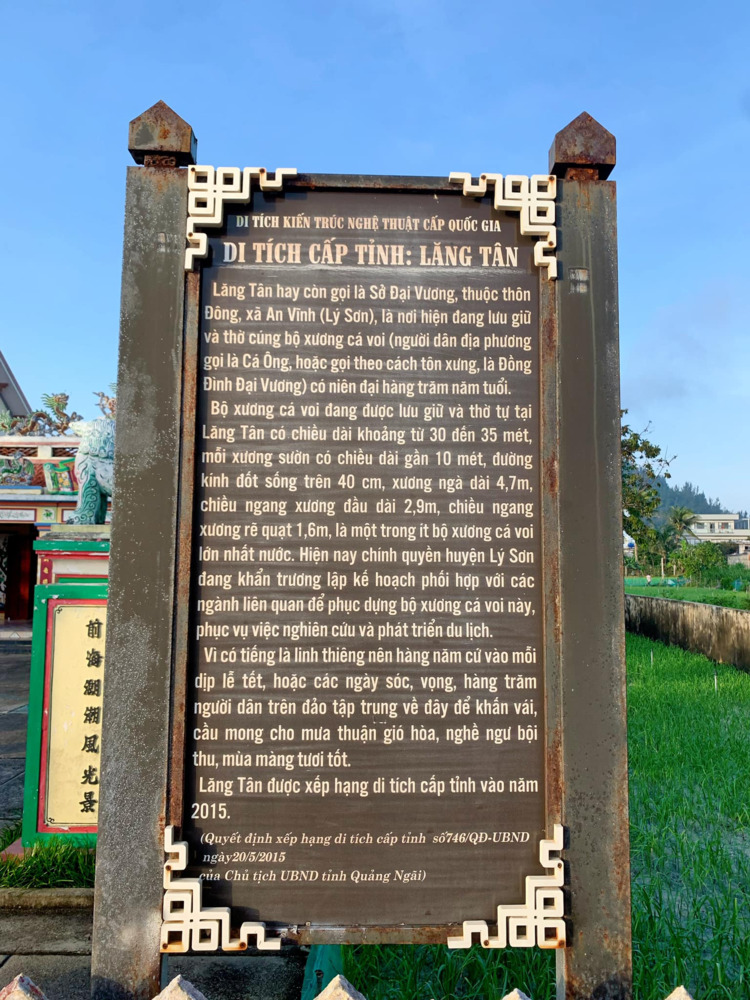 DI TÍCH KIẾN TRÚC NGHỆ THUẬT CẤP QUỐC GIA
DI TÍCH CẤP TỈNH: LĂNG TÂN
Lăng Tân hay còn gọi là Sở Đại Vương, thuộc thôn
Đông, xã An Vĩnh (Lý Sơn), là nơi hiện đang lưu giữ
và thờ cúng bộ xương cá voi (người dân địa phương
gọi là Cá Ông, hoặc gọi theo cách tôn xưng, là Đồng
Đình Đại Vương) có niên đại hàng trăm năm tuổi.
Bộ xương cá voi đang được lưu giữ và thờ tự tại
Lăng Tân có chiều dài khoảng từ 30 đến 35 mét,
mỗi xương sườn có chiều dài gần 10 mét, đường
kính đốt sống trên 40 cm, xương ngà dài 4,7m,
chiều ngang xương đầu dài 2,9m, chiều ngang
xương rẽ quạt 1,6m, là một trong ít bộ xương cá voi
lớn nhất nước. Hiện nay chính quyền huyện Lý Sơn
đang khẩn trương lập kế hoạch phối hợp với các
ngành liên quan để phục dựng bộ xương cá voi này,
phục vụ việc nghiên cứu và phát triển du lịch.
Vì có tiếng là linh thiêng nên hàng năm cứ vào mỗi
dịp lễ tết, hoặc các ngày sóc, vọng, hàng trăm
người dân trên đảo tập trung về đây để khấn vái,
cầu mong cho mưa thuận gió hòa, nghề ngư bội
thu, mùa màng tươi tốt.
Lăng Tân được xếp hạng di tích cấp tỉnh vào năm
2015.
(Quyết định xếp hạng di tích cấp tỉnh số746/QĐ-UBND
ngày20/5/2015
của Chủ tịch UBND tỉnh Quảng Ngãi)
前海湖潮風光景